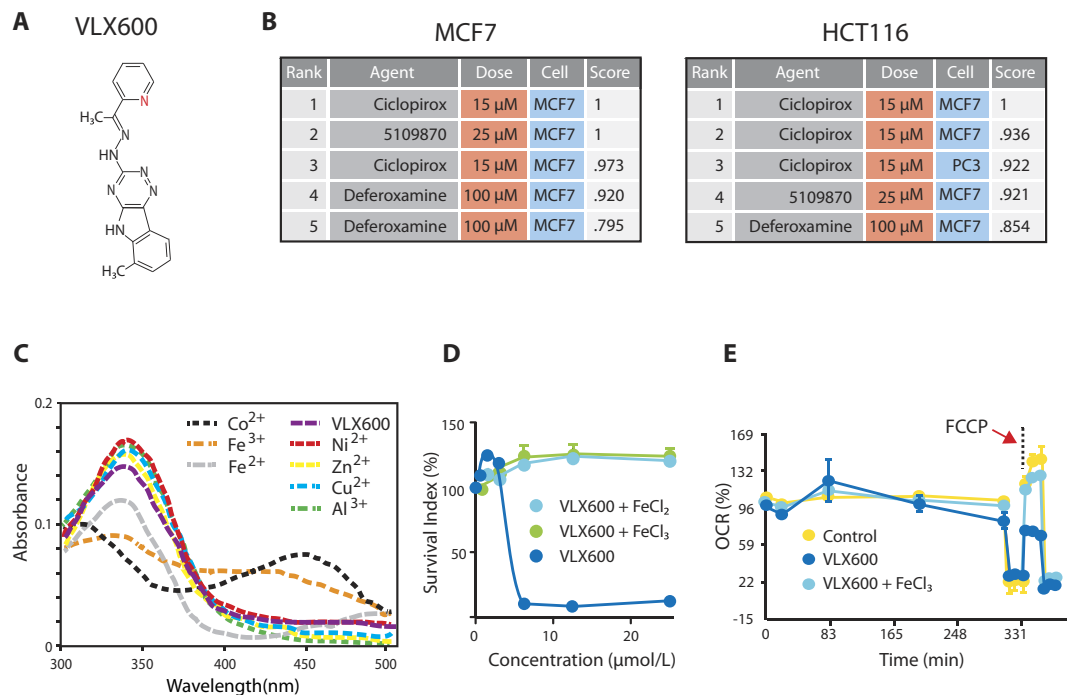 A
VLX600
N
H₃C
N
HN
N
N
N
HN
H₃C
B
MCF7
Rank Agent Dose Cell Score
1 Ciclopirox 15 µM MCF7 1
2 5109870 25 µM MCF7 1
3 Ciclopirox 15 µM MCF7 .973
4 Deferoxamine 100 µM MCF7 .920
5 Deferoxamine 100 µM MCF7 .795
HCT116
Rank Agent Dose Cell Score
1 Ciclopirox 15 µM MCF7 1
2 Ciclopirox 15 µM MCF7 .936
3 Ciclopirox 15 µM PC3 .922
4 5109870 25 µM MCF7 .921
5 Deferoxamine 100 µM MCF7 .854
C
Absorbance
0.2
0.1
0
300 350 400 450 500
Wavelength(nm)
Co²⁺
Fe³⁺
Fe²⁺
VLX600
Ni²⁺
Zn²⁺
Cu²⁺
Al³⁺
D
Survival Index (%)
150
100
50
0 10 20
Concentration (µmol/L)
VLX600 + FeCl₂
VLX600 + FeCl₃
VLX600
E
OCR (%)
169
132
96
59
22
-15
0 83 165 248 331
Time (min)
FCCP
Control
VLX600
VLX600 + FeCl₃